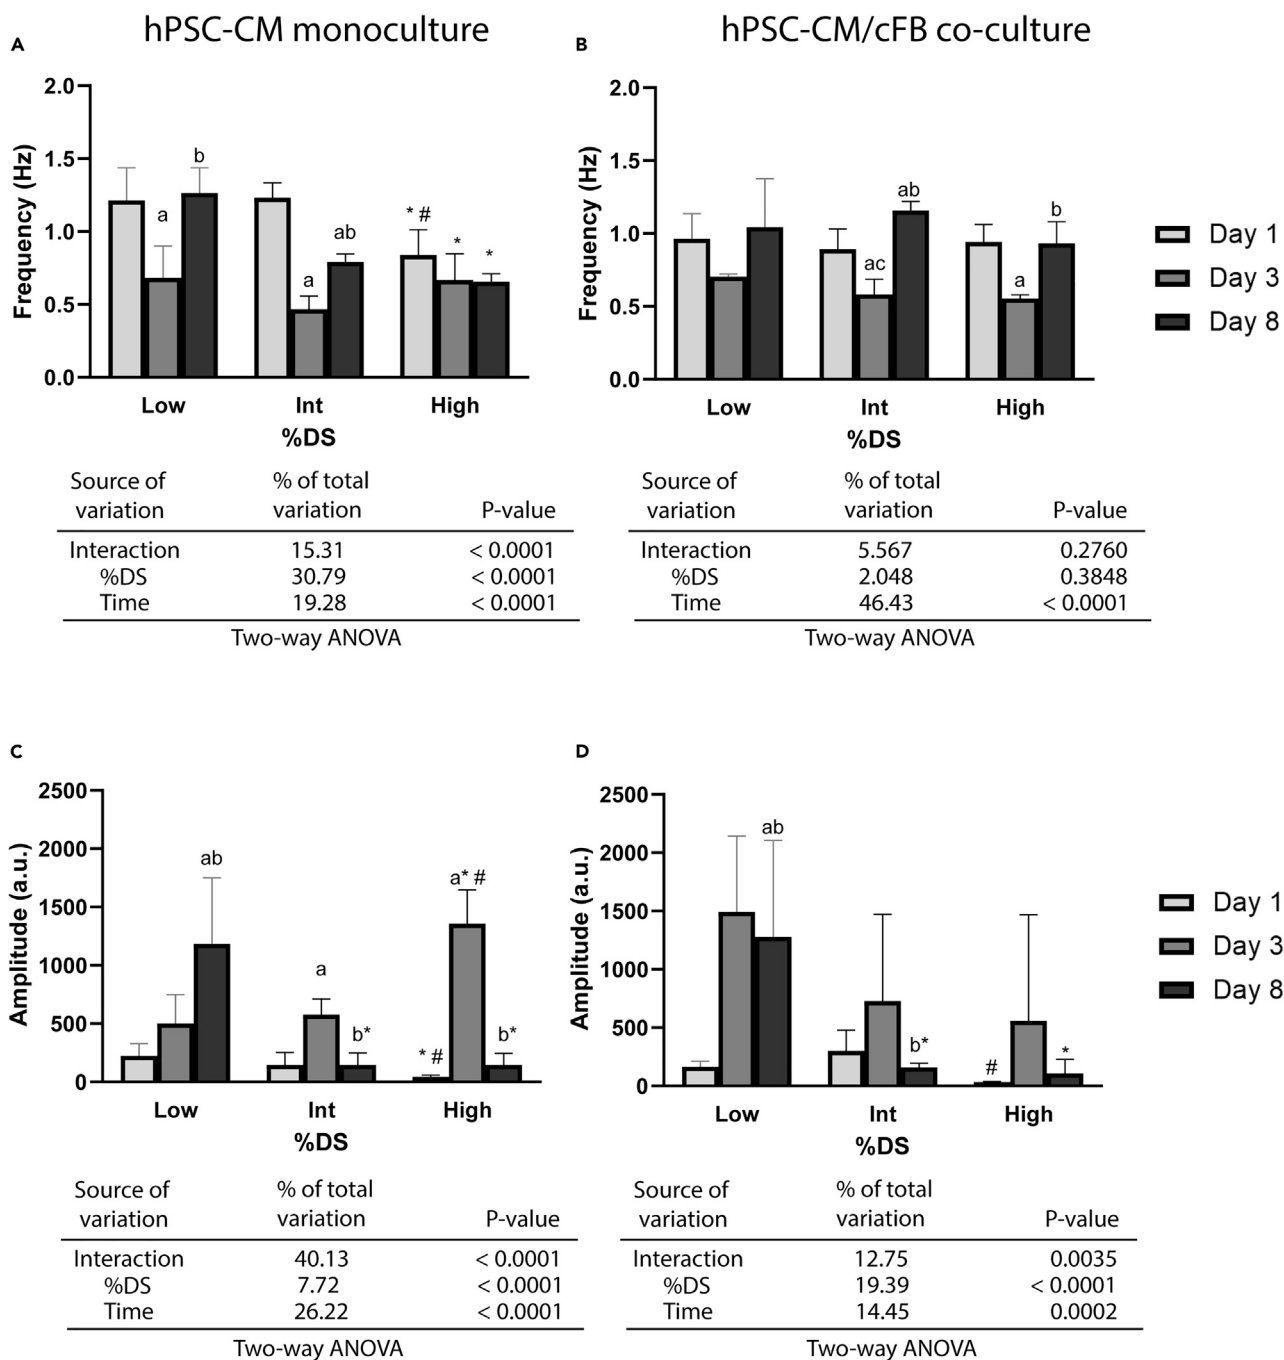 hPSC-CM monoculture
hPSC-CM/cFB co-culture
A
2.0
1.5
1.0
0.5
0.0
Frequency (Hz)
a
b
a
ab
* #
*
*
Low
Int
High
%DS
Source of variation
% of total variation
P-value
Interaction 15.31 < 0.0001
%DS 30.79 < 0.0001
Time 19.28 < 0.0001
Two-way ANOVA
B
2.0
1.5
1.0
0.5
0.0
Frequency (Hz)
ac
ab
a
b
Low
Int
High
%DS
Day 1
Day 3
Day 8
Source of variation
% of total variation
P-value
Interaction 5.567 0.2760
%DS 2.048 0.3848
Time 46.43 < 0.0001
Two-way ANOVA
C
2500
2000
1500
1000
500
0
Amplitude (a.u.)
ab
a
b*
* #
a* #
b*
Low
Int
High
%DS
Source of variation
% of total variation
P-value
Interaction 40.13 < 0.0001
%DS 7.72 < 0.0001
Time 26.22 < 0.0001
Two-way ANOVA
D
2500
2000
1500
1000
500
0
Amplitude (a.u.)
ab
b*
#
*
Low
Int
High
%DS
Day 1
Day 3
Day 8
Source of variation
% of total variation
P-value
Interaction 12.75 0.0035
%DS 19.39 < 0.0001
Time 14.45 0.0002
Two-way ANOVA